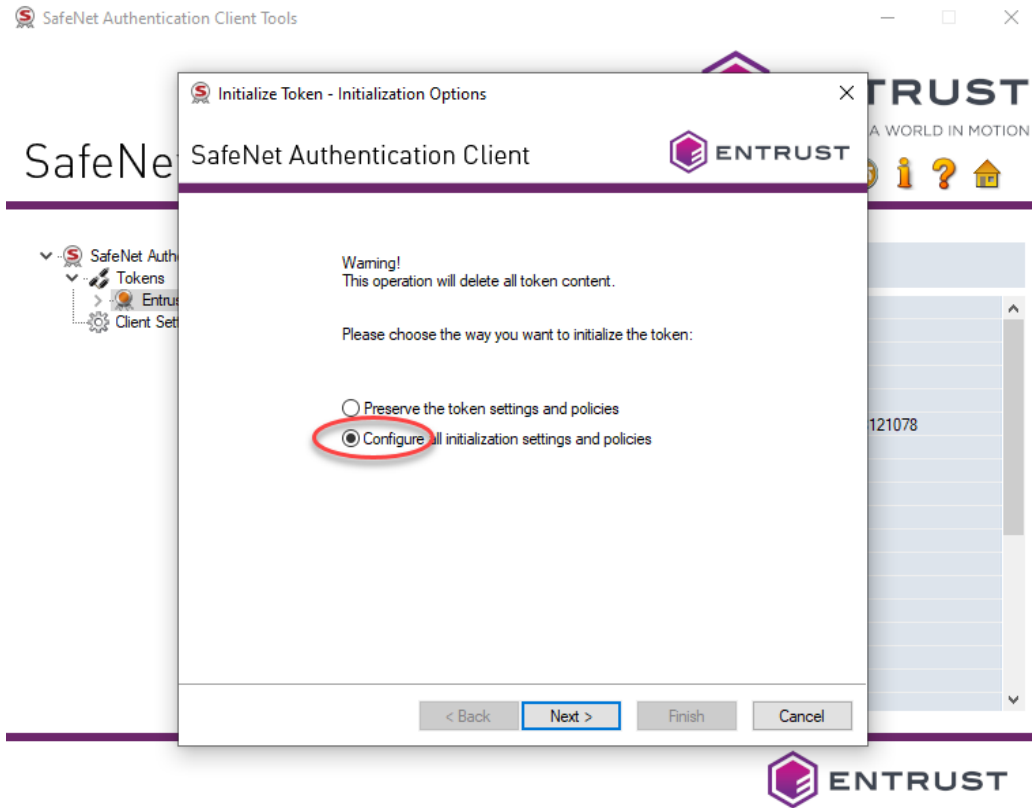 SafeNet Authentication Client Tools
Initialize Token - Initialization Options
TRUST
A WORLD IN MOTION
SafeNe
SafeNet Authentication Client
ENTRUST
SafeNet Auth
Tokens
Entrus
Client Sett
Warning!
This operation will delete all token content.
Please choose the way you want to initialize the token:
Preserve the token settings and policies
Configure all initialization settings and policies
121078
< Back
Next >
Finish
Cancel
ENTRUST